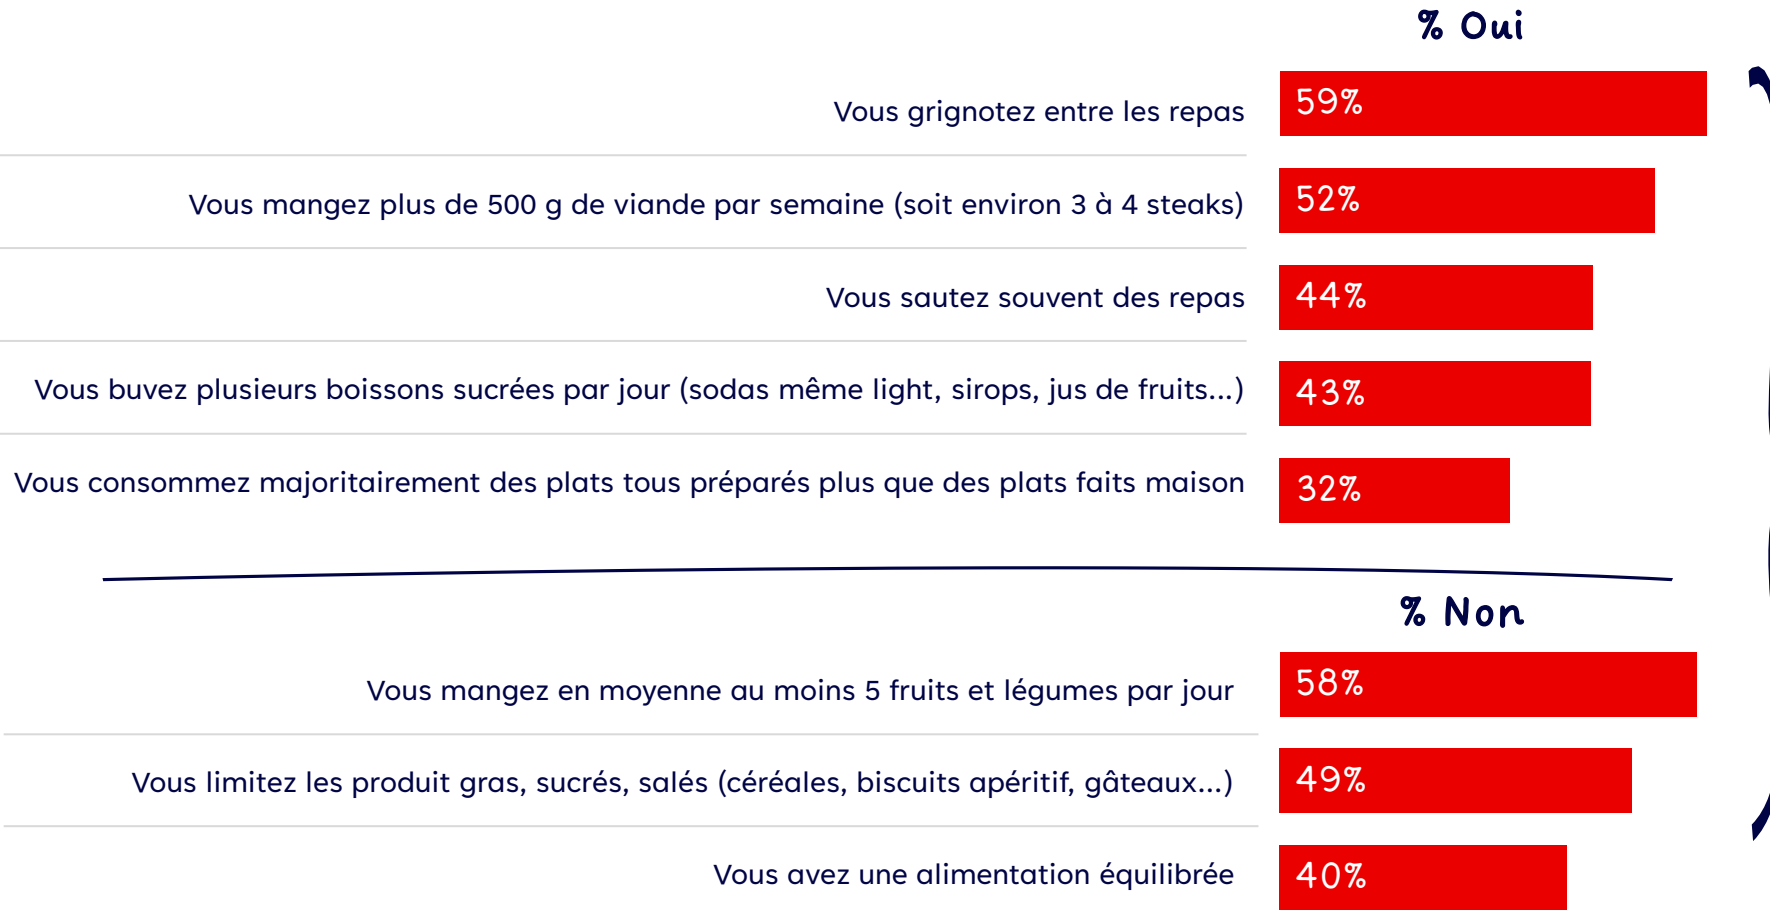 % Oui
Vous grignotez entre les repas 59%
Vous mangez plus de 500 g de viande par semaine (soit environ 3 à 4 steaks) 52%
Vous sautez souvent des repas 44%
Vous buvez plusieurs boissons sucrées par jour (sodas même light, sirops, jus de fruits...) 43%
Vous consommez majoritairement des plats tous préparés plus que des plats faits maison 32%
% Non
Vous mangez en moyenne au moins 5 fruits et légumes par jour 58%
Vous limitez les produit gras, sucrés, salés (céréales, biscuits apéritif, gâteaux...) 49%
Vous avez une alimentation équilibrée 40%